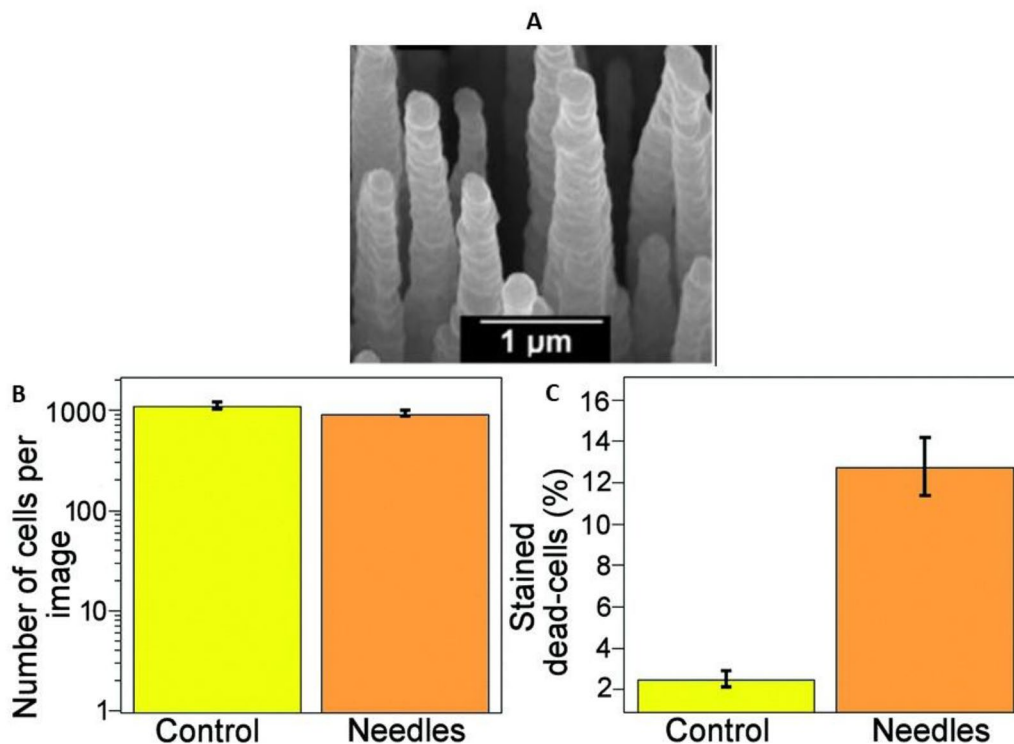 A
1 μm
B
Number of cells per
image
1000
100
10
1
Control
Needles
C
Stained
dead-cells (%)
16
14
12
10
8
6
4
2
Control
Needles